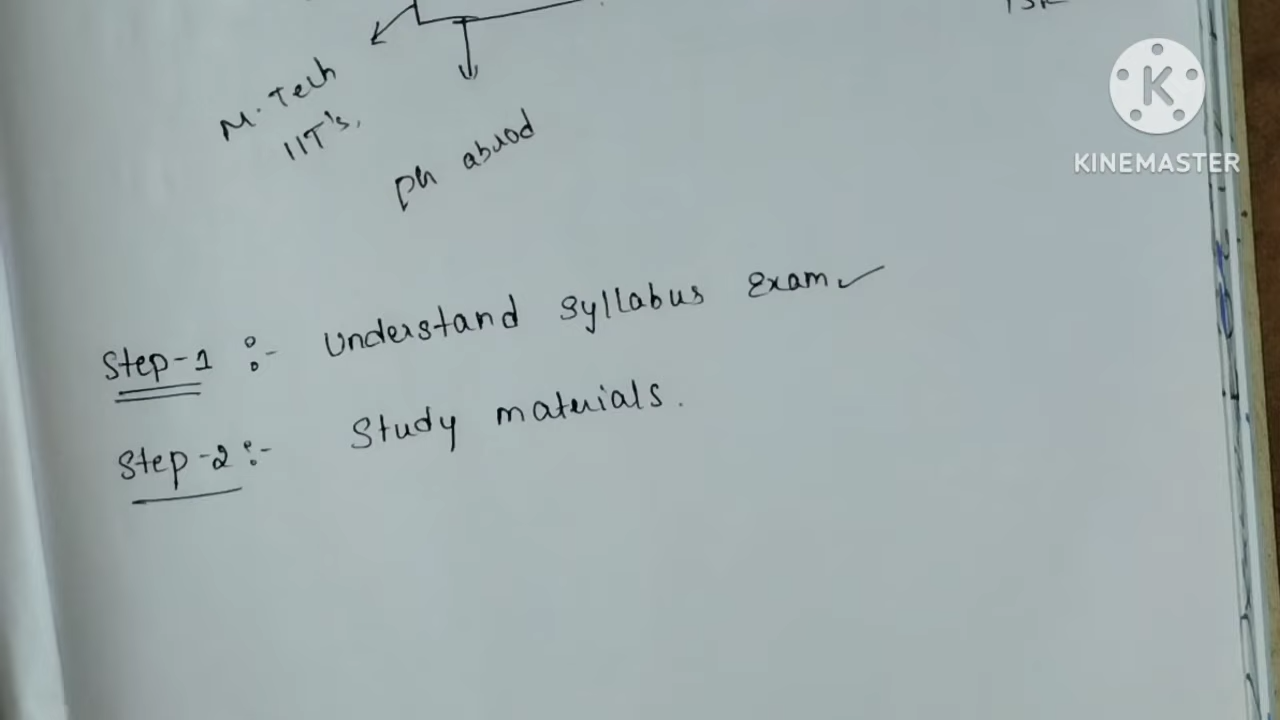 M.Tech
IIT's,
ph abrod
K
KINEMASTER
Step-1 :- Understand Syllabus Exam ✓
Step-2 :- Study materials.